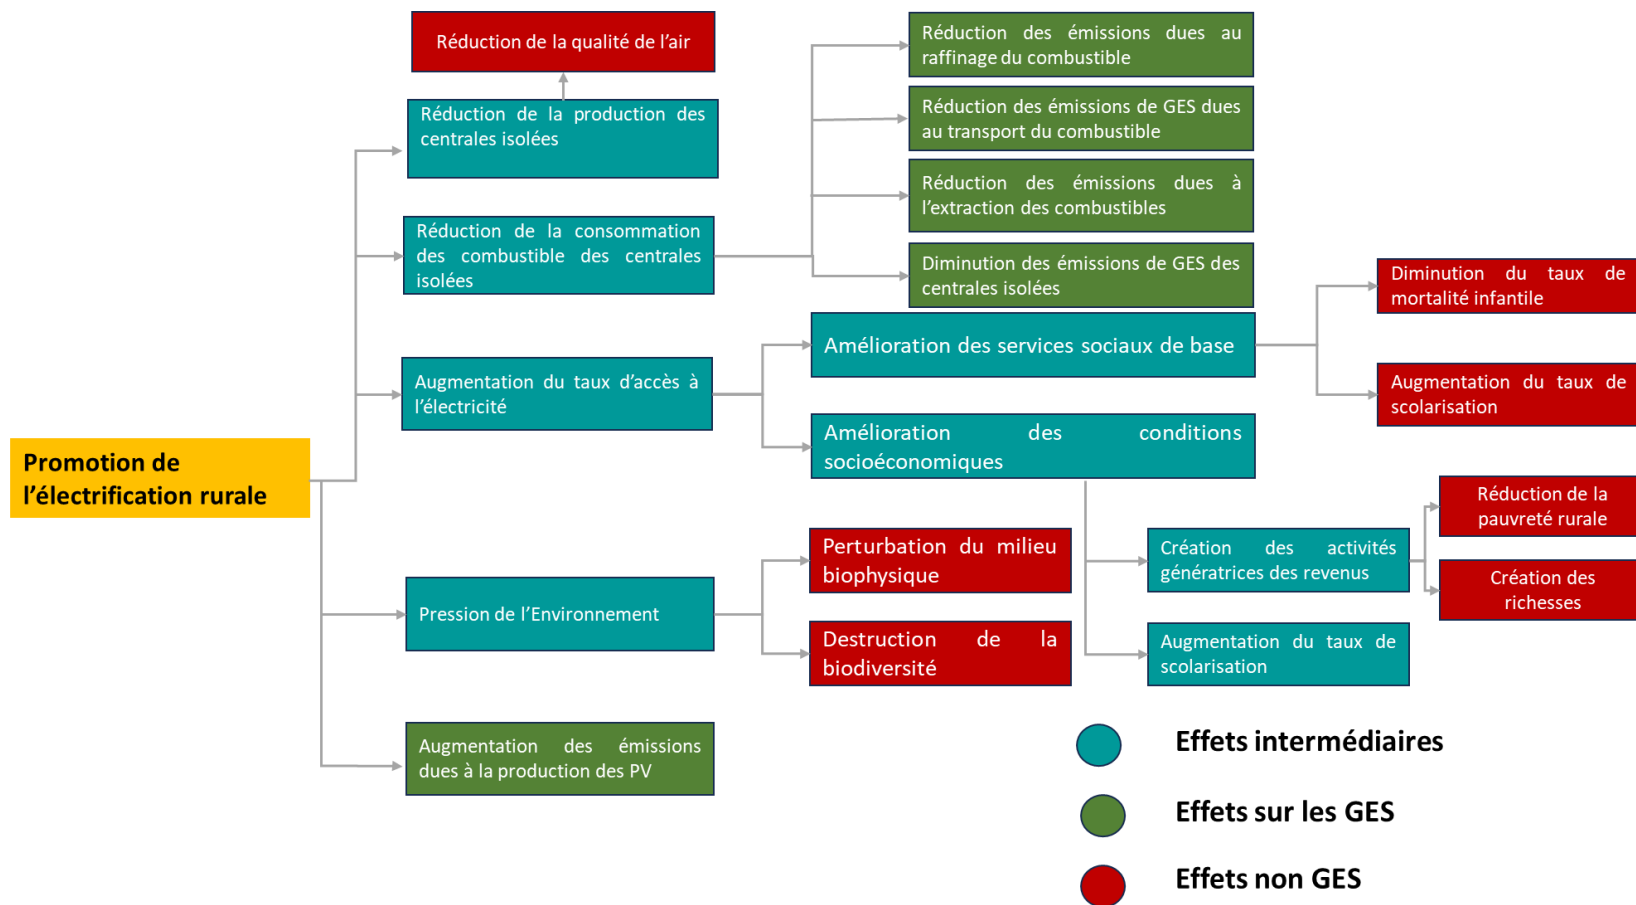 Réduction de la qualité de l’air
Réduction de la production des
centrales isolées
Réduction de la consommation
des combustible des centrales
isolées
Augmentation du taux d’accès à
l’électricité
Promotion de
l’électrification rurale
Pression de l’Environnement
Augmentation des émissions
dues à la production des PV
Réduction des émissions dues au
raffinage du combustible
Réduction des émissions de GES dues
au transport du combustible
Réduction des émissions dues à
l’extraction des combustibles
Diminution des émissions de GES des
centrales isolées
Amélioration des services sociaux de base
Amélioration des conditions
socioéconomiques
Perturbation du milieu
biophysique
Destruction de la
biodiversité
Diminution du taux de
mortalité infantile
Augmentation du taux de
scolarisation
Création des activités
génératrices des revenus
Augmentation du taux de
scolarisation
Réduction de la
pauvreté rurale
Création des
richesses
Effets intermédiaires
Effets sur les GES
Effets non GES